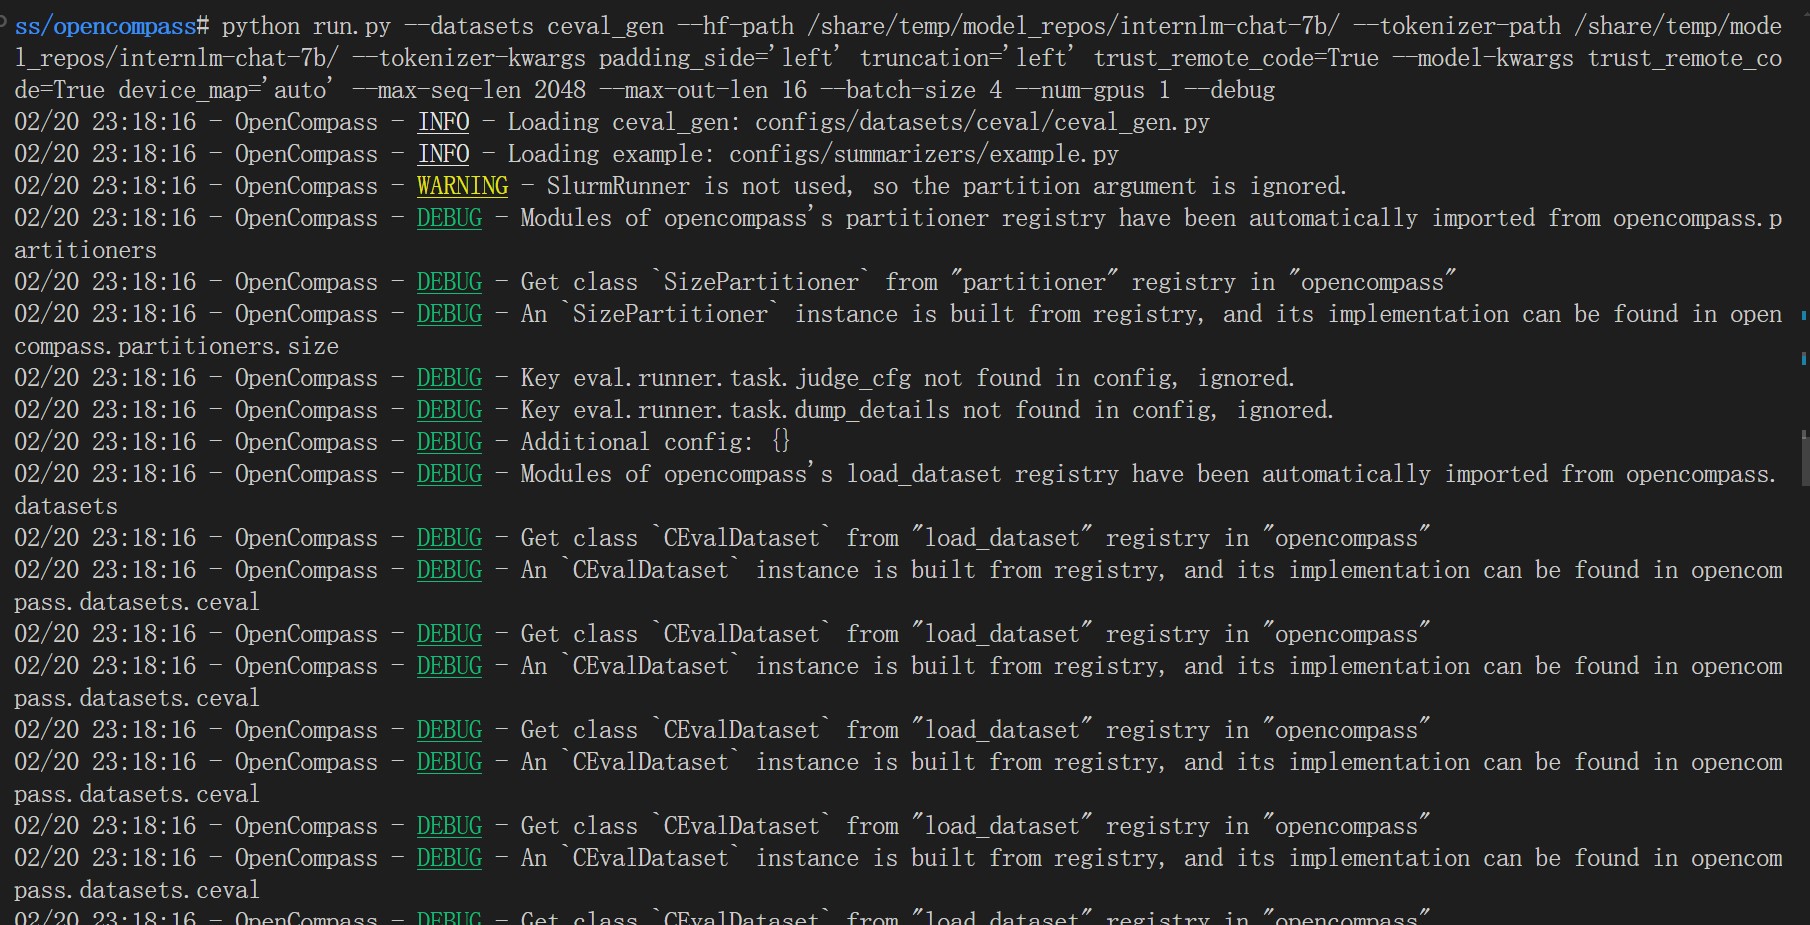 ss/opencompass# python run.py --datasets ceval_gen --hf-path /share/temp/model_repos/internlm-chat-7b/ --tokenizer-path /share/temp/mode
l_repos/internlm-chat-7b/ --tokenizer-kwargs padding_side='left' truncation='left' trust_remote_code=True --model-kwargs trust_remote_co
de=True device_map='auto' --max-seq-len 2048 --max-out-len 16 --batch-size 4 --num-gpus 1 --debug
02/20 23:18:16 - OpenCompass - INFO - Loading ceval_gen: configs/datasets/ceval/ceval_gen.py
02/20 23:18:16 - OpenCompass - INFO - Loading example: configs/summarizers/example.py
02/20 23:18:16 - OpenCompass - WARNING - SlurmRunner is not used, so the partition argument is ignored.
02/20 23:18:16 - OpenCompass - DEBUG - Modules of opencompass's partitioner registry have been automatically imported from opencompass.p
artitioners
02/20 23:18:16 - OpenCompass - DEBUG - Get class `SizePartitioner` from "partitioner" registry in "opencompass"
02/20 23:18:16 - OpenCompass - DEBUG - An `SizePartitioner` instance is built from registry, and its implementation can be found in open
compass.partitioners.size
02/20 23:18:16 - OpenCompass - DEBUG - Key eval.runner.task.judge_cfg not found in config, ignored.
02/20 23:18:16 - OpenCompass - DEBUG - Key eval.runner.task.dump_details not found in config, ignored.
02/20 23:18:16 - OpenCompass - DEBUG - Additional config: {}
02/20 23:18:16 - OpenCompass - DEBUG - Modules of opencompass's load_dataset registry have been automatically imported from opencompass.
datasets
02/20 23:18:16 - OpenCompass - DEBUG - Get class `CEvalDataset` from "load_dataset" registry in "opencompass"
02/20 23:18:16 - OpenCompass - DEBUG - An `CEvalDataset` instance is built from registry, and its implementation can be found in opencom
pass.datasets.ceval
02/20 23:18:16 - OpenCompass - DEBUG - Get class `CEvalDataset` from "load_dataset" registry in "opencompass"
02/20 23:18:16 - OpenCompass - DEBUG - An `CEvalDataset` instance is built from registry, and its implementation can be found in opencom
pass.datasets.ceval
02/20 23:18:16 - OpenCompass - DEBUG - Get class `CEvalDataset` from "load_dataset" registry in "opencompass"
02/20 23:18:16 - OpenCompass - DEBUG - An `CEvalDataset` instance is built from registry, and its implementation can be found in opencom
pass.datasets.ceval
02/20 23:18:16 - OpenCompass - DEBUG - Get class `CEvalDataset` from "load_dataset" registry in "opencompass"
02/20 23:18:16 - OpenCompass - DEBUG - An `CEvalDataset` instance is built from registry, and its implementation can be found in opencom
pass.datasets.ceval
02/20 23:18:16 - OpenCompass - DEBUG - Get class `CEvalDataset` from "load_dataset" registry in "opencompass"